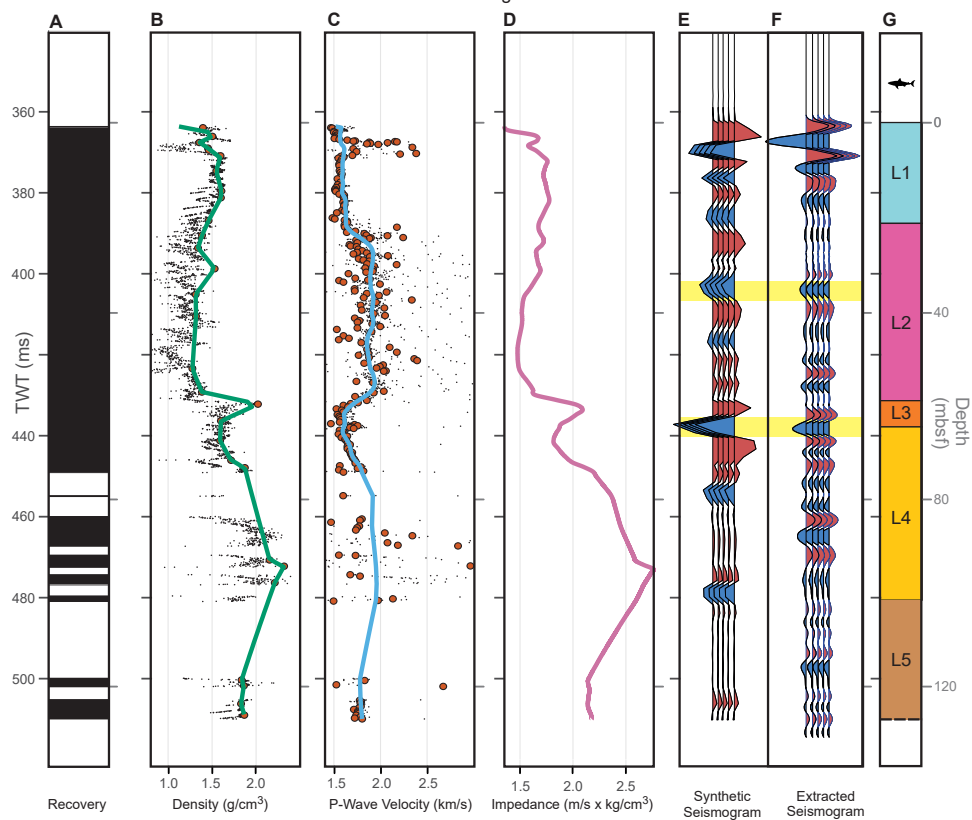 A
B
C
D
E
F
G
TWT (ms)
360
380
400
420
440
460
480
500
0
40
80
120
Depth
(mbsf)
L1
L2
L3
L4
L5
1.0
1.5
2.0
1.5
2.0
2.5
1.5
2.0
2.5
Recovery
Density (g/cm³)
P-Wave Velocity (km/s)
Impedance (m/s x kg/cm³)
Synthetic
Seismogram
Extracted
Seismogram